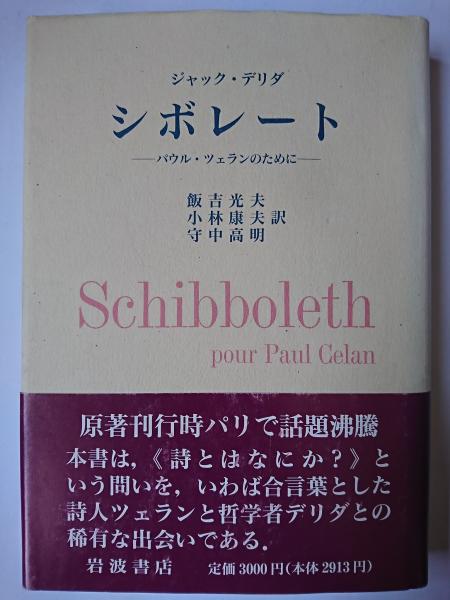 ジャック・デリダ
シボレート
──パウル・ツェランのために──
飯吉光夫
小林康夫訳
守中高明
Schibboleth
pour Paul Celan
原著刊行時パリで話題沸騰
本書は,《詩とはなにか？》と
いう問いを, いわば合言葉とした
詩人ツェランと哲学者デリダとの
稀有な出会いである.
岩波書店 定価3000円(本体2913円)